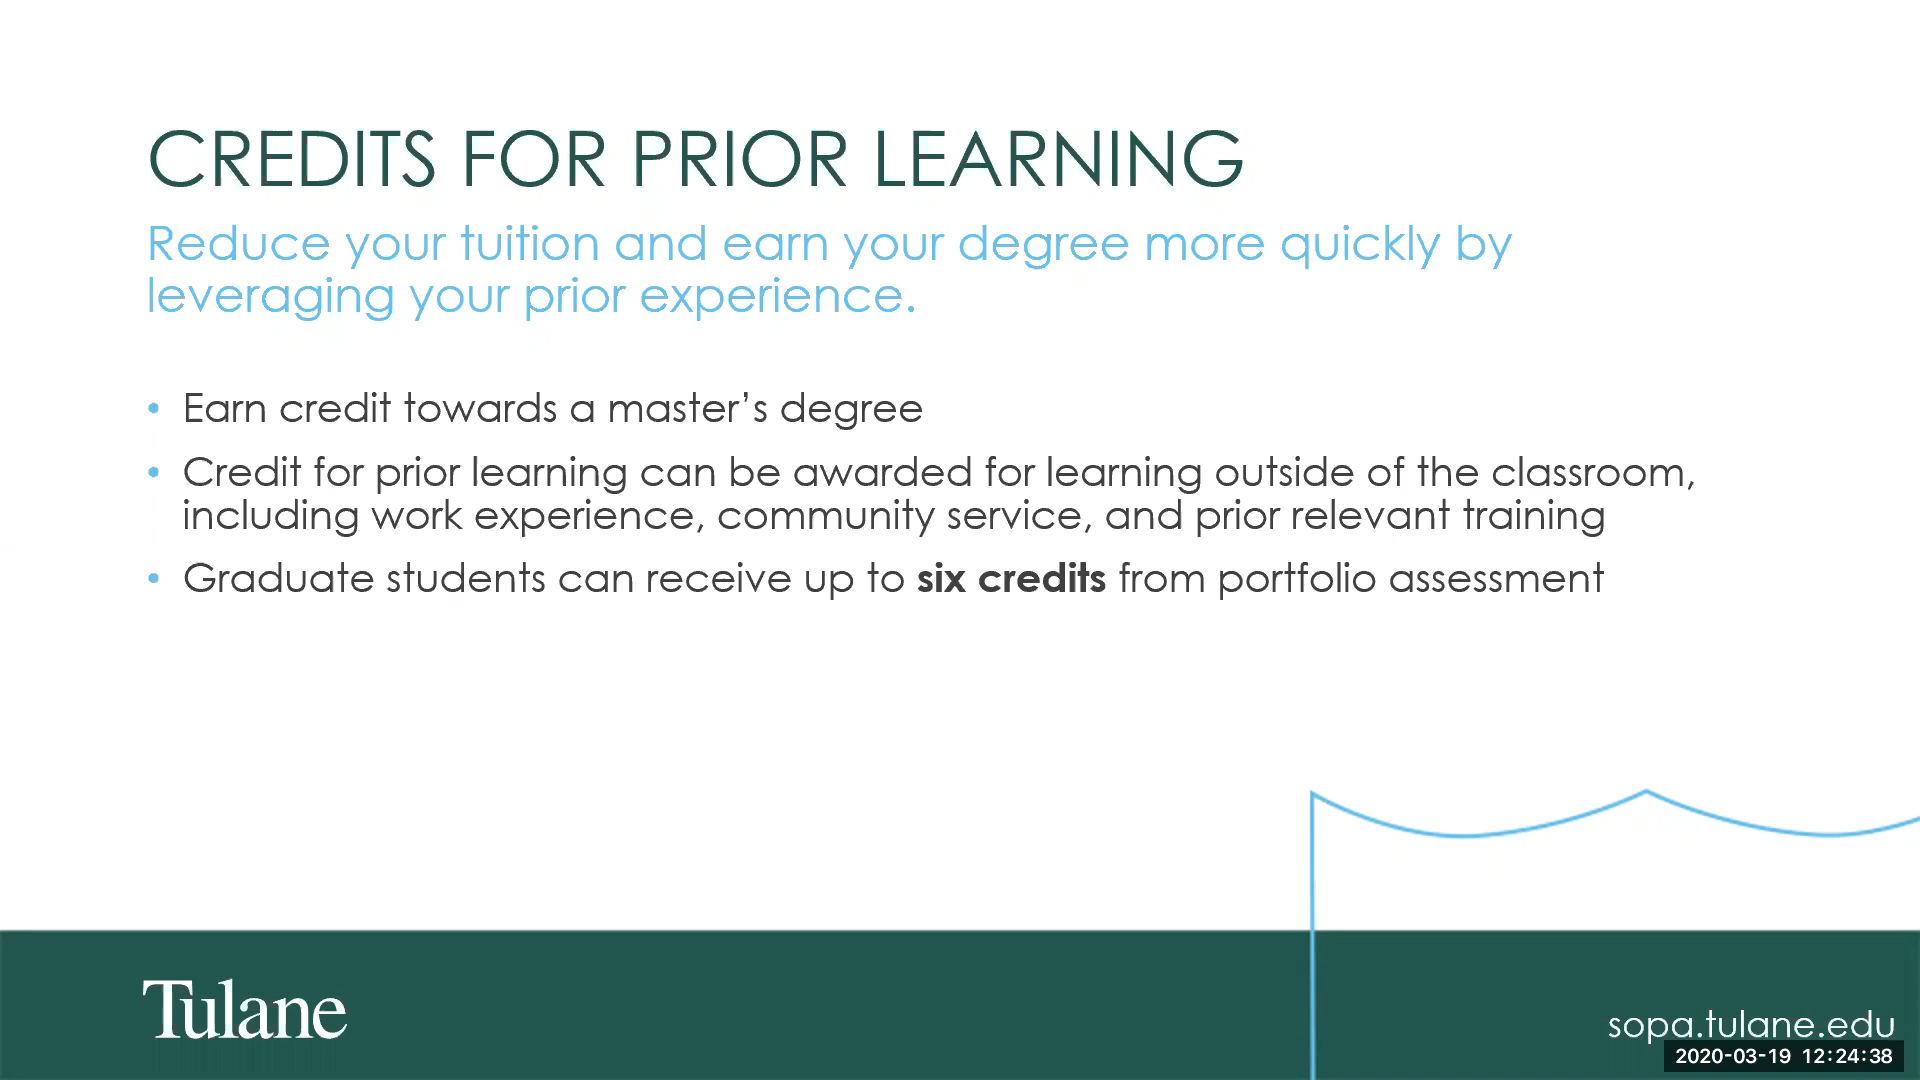 CREDITS FOR PRIOR LEARNING
Reduce your tuition and earn your degree more quickly by
leveraging your prior experience.
• Earn credit towards a master’s degree
• Credit for prior learning can be awarded for learning outside of the classroom,
including work experience, community service, and prior relevant training
• Graduate students can receive up to six credits from portfolio assessment
Tulane
sopa.tulane.edu
2020-03-19 12:24:38